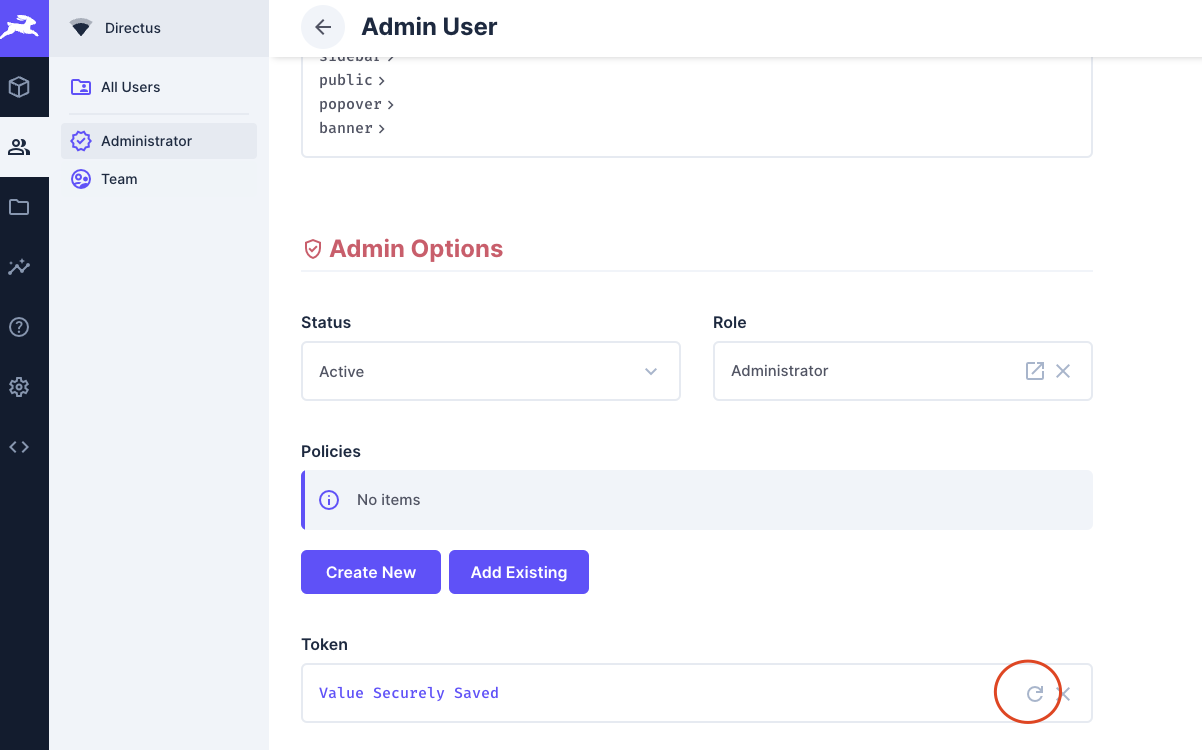 Directus
All Users
Administrator
Team
Admin User
sidebar
public
popover
banner
Admin Options
Status
Role
Active
Administrator
Policies
No items
Create New
Add Existing
Token
Value Securely Saved